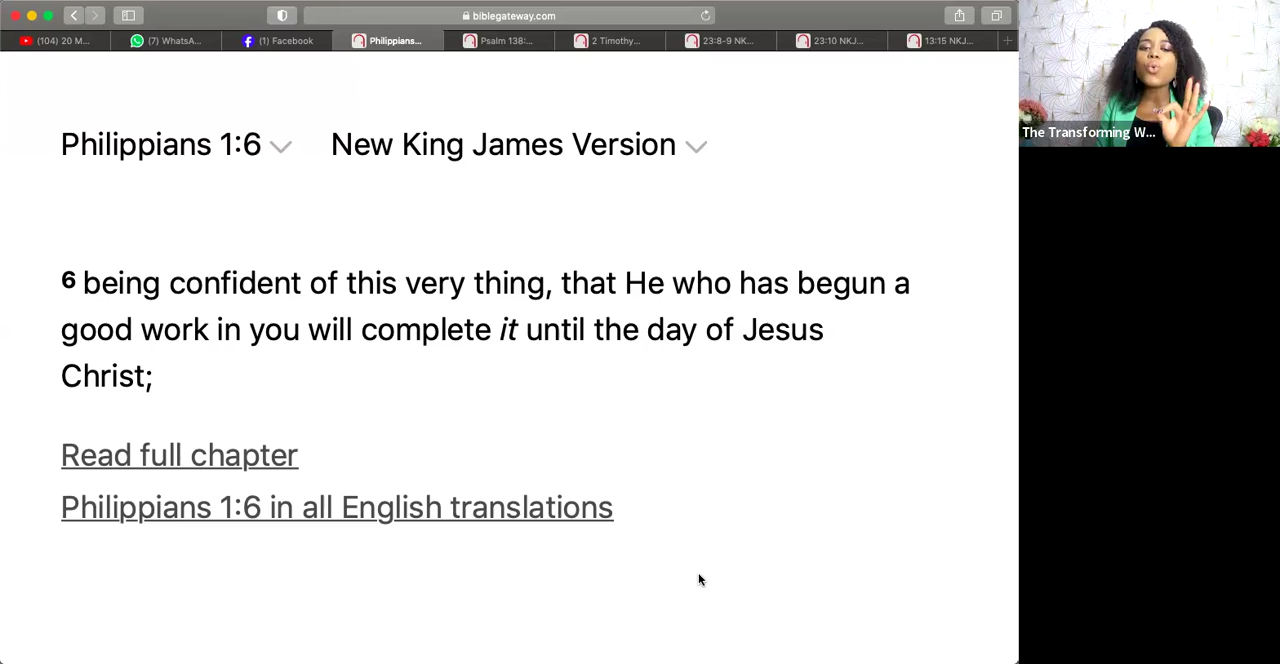 biblegateway.com
(104) 20 M...
(7) WhatsA...
(1) Facebook
Philippians...
Psalm 138:...
2 Timothy...
23:8-9 NK...
23:10 NKJ...
13:15 NKJ...
The Transforming W...
Philippians 1:6
New King James Version
6 being confident of this very thing, that He who has begun a
good work in you will complete it until the day of Jesus
Christ;
Read full chapter
Philippians 1:6 in all English translations